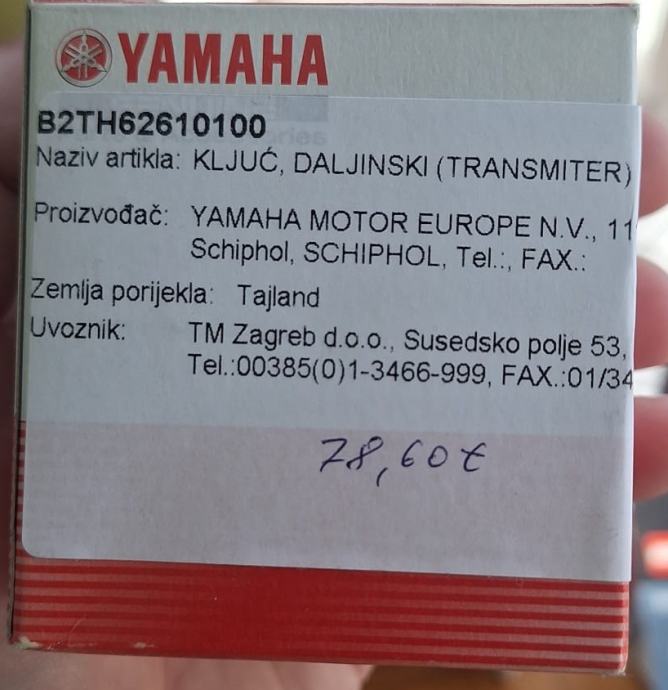 YAMAHA
B2TH62610100
Naziv artikla: KLJUĆ, DALJINSKI (TRANSMITER)
Proizvođač: YAMAHA MOTOR EUROPE N.V., 11
Schiphol, SCHIPHOL, Tel.:, FAX.:
Zemlja porijekla: Tajland
Uvoznik: TM Zagreb d.o.o., Susedsko polje 53,
Tel.:00385(0)1-3466-999, FAX.:01/34
78,60€